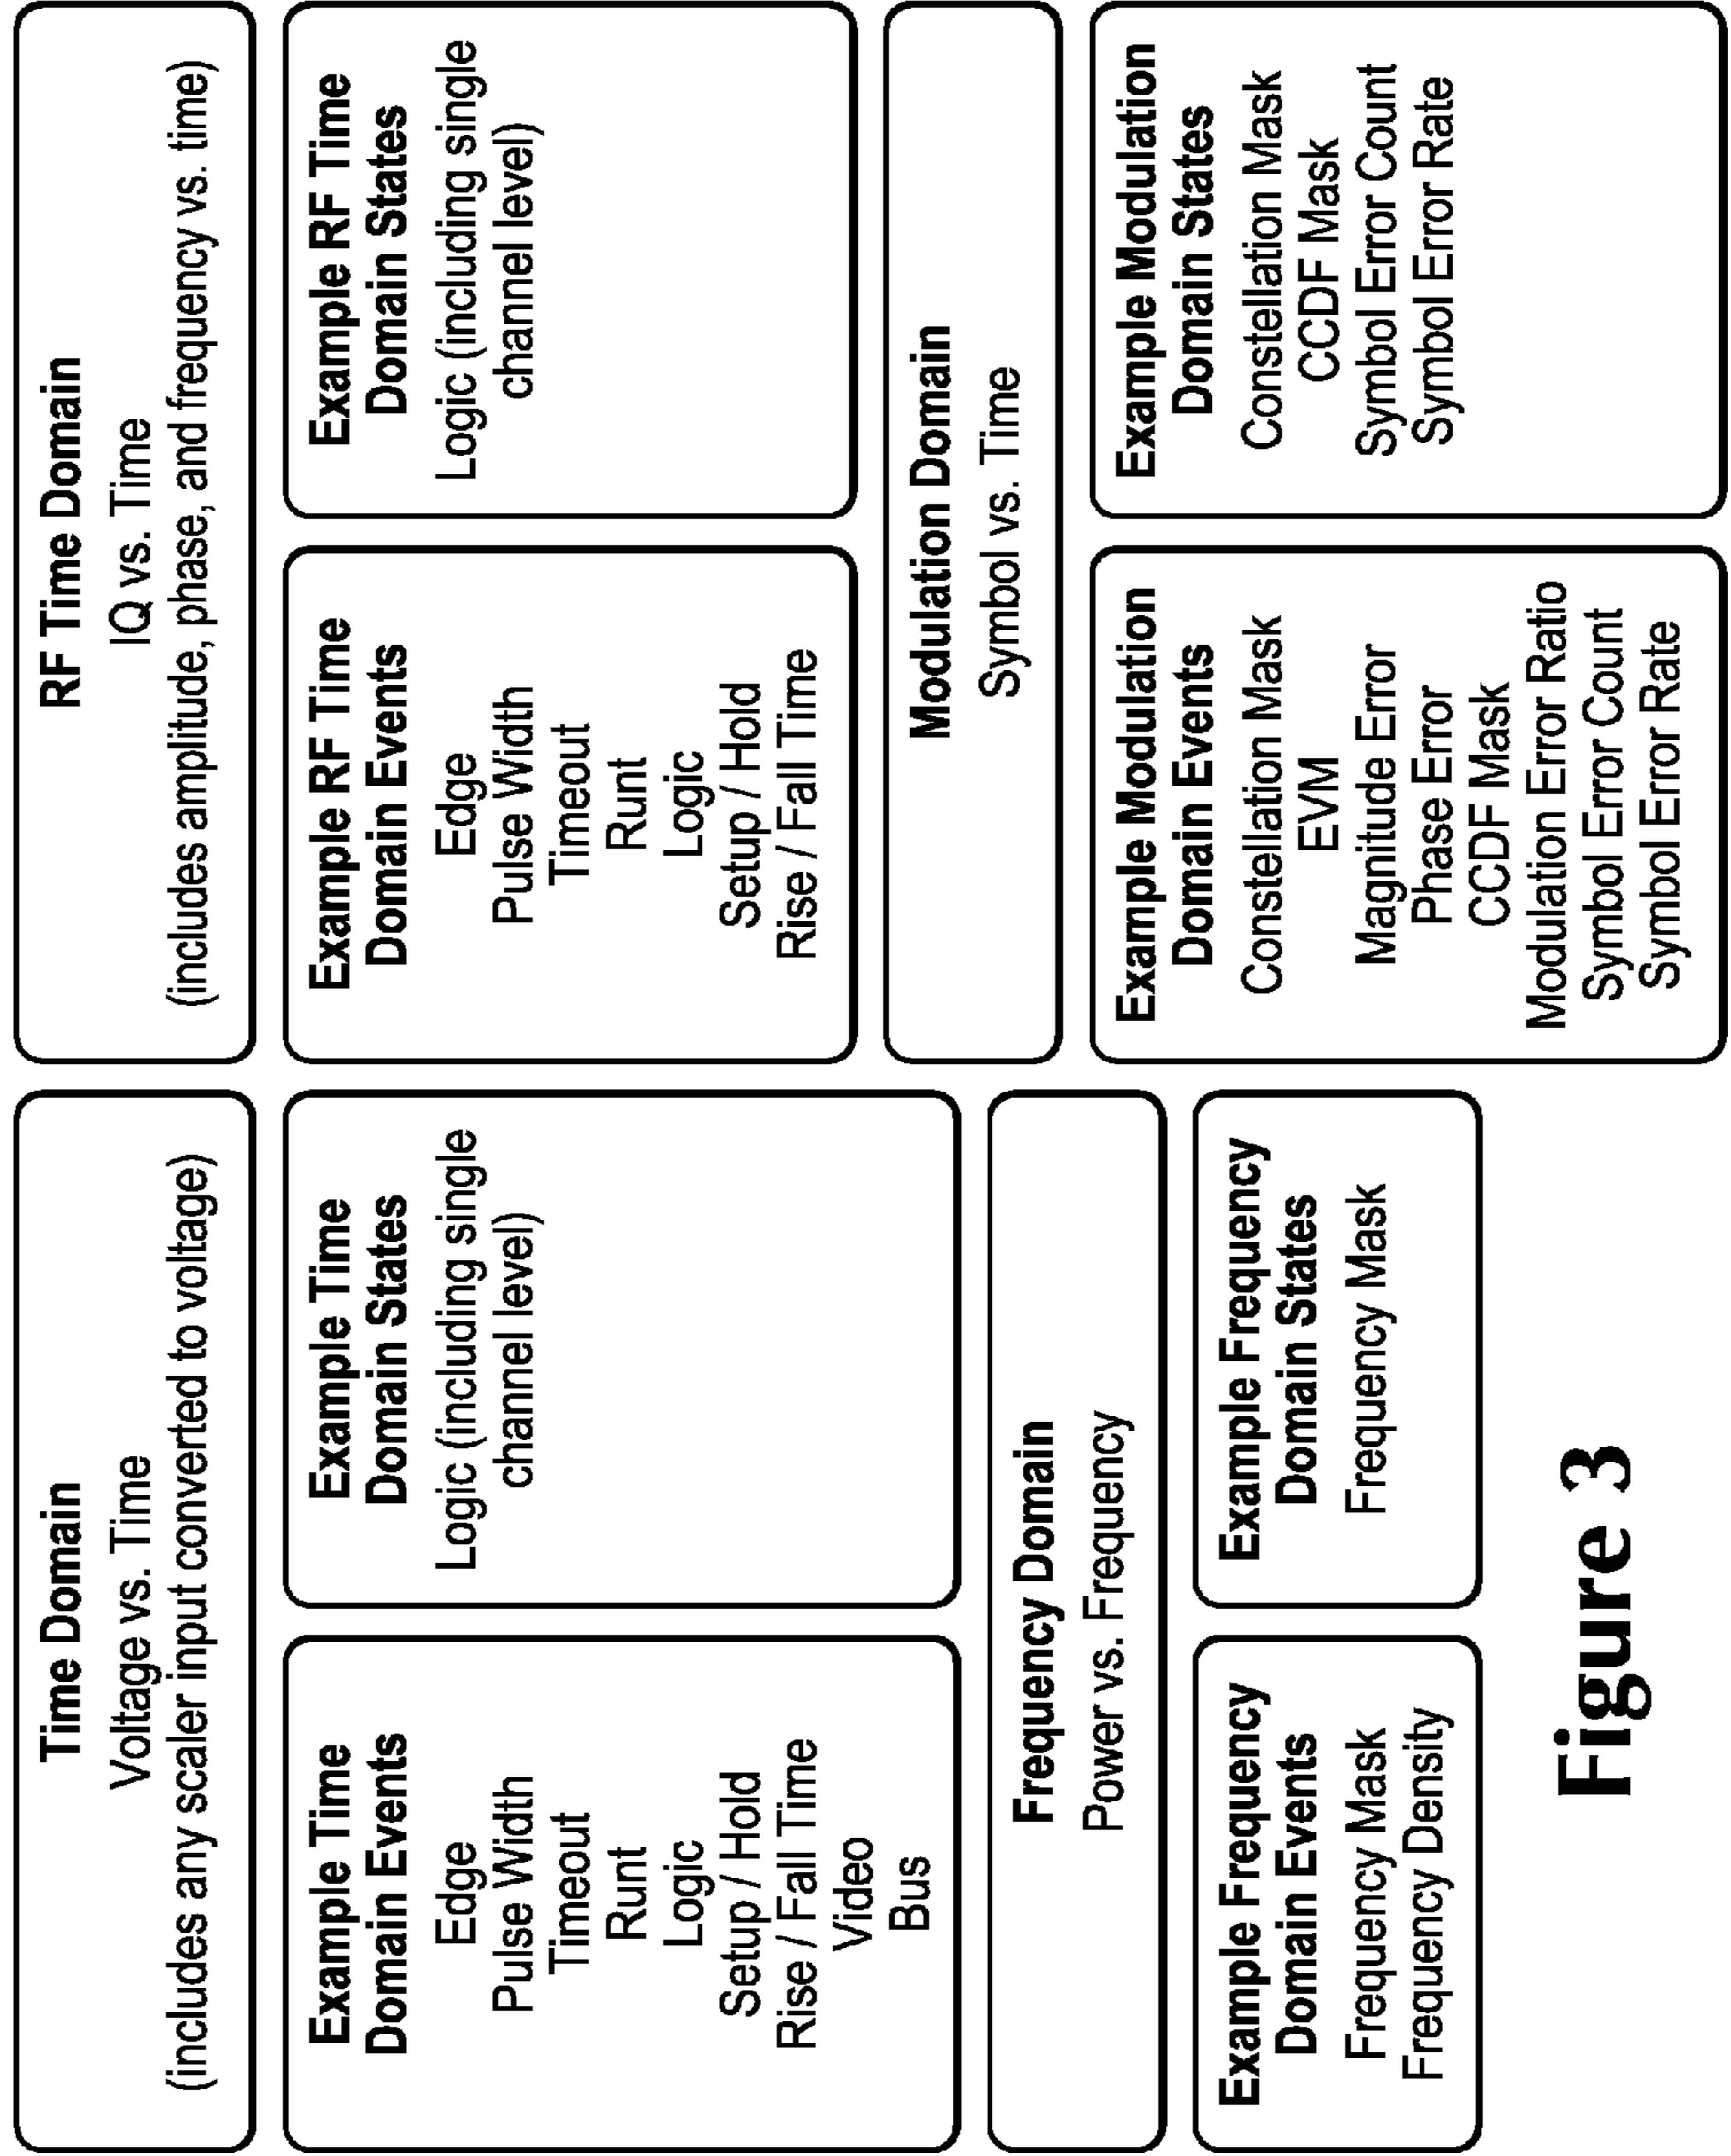 Time Domain
Voltage vs. Time
(includes any scaler input converted to voltage)
Example Time
Domain Events
Edge
Pulse Width
Timeout
Runt
Logic
Setup / Hold
Rise / Fall Time
Video
Bus
Example Time
Domain States
Logic (including single
channel level)
Frequency Domain
Power vs. Frequency
Example Frequency
Domain Events
Frequency Mask
Frequency Density
Example Frequency
Domain States
Frequency Mask
RF Time Domain
IQ vs. Time
(includes amplitude, phase, and frequency vs. time)
Example RF Time
Domain Events
Edge
Pulse Width
Timeout
Runt
Logic
Setup / Hold
Rise / Fall Time
Example RF Time
Domain States
Logic (including single
channel level)
Modulation Domain
Symbol vs. Time
Example Modulation
Domain Events
Constellation Mask
EVM
Magnitude Error
Phase Error
CCDF Mask
Modulation Error Ratio
Symbol Error Count
Symbol Error Rate
Example Modulation
Domain States
Constellation Mask
CCDF Mask
Symbol Error Count
Symbol Error Rate
Figure 3